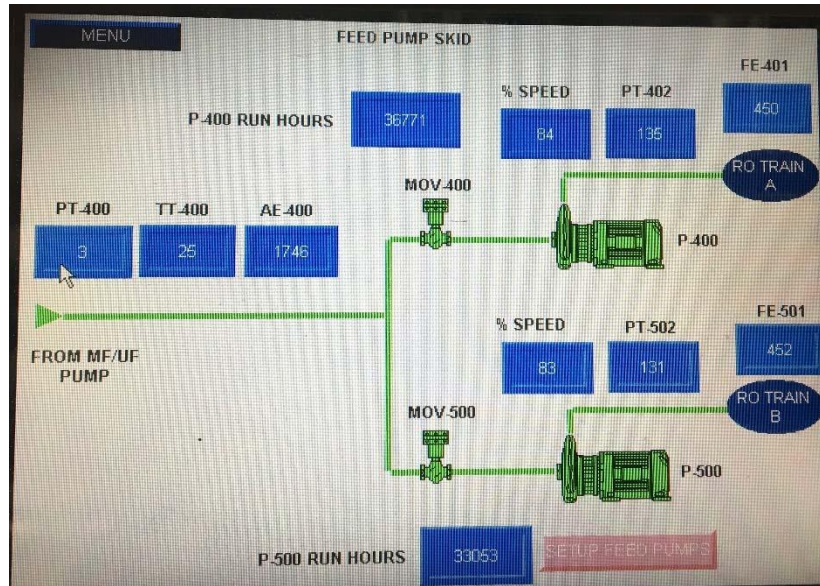 MENU
FEED PUMP SKID
FE-401
450
% SPEED
84
PT-402
135
P-400 RUN HOURS
36771
RO TRAIN
A
MOV-400
PT-400
3
TT-400
25
AE-400
1746
P-400
FROM MF/UF
PUMP
% SPEED
83
PT-502
131
FE-501
452
RO TRAIN
B
MOV-500
P-500
P-500 RUN HOURS
33053
SETUP FEED PUMPS